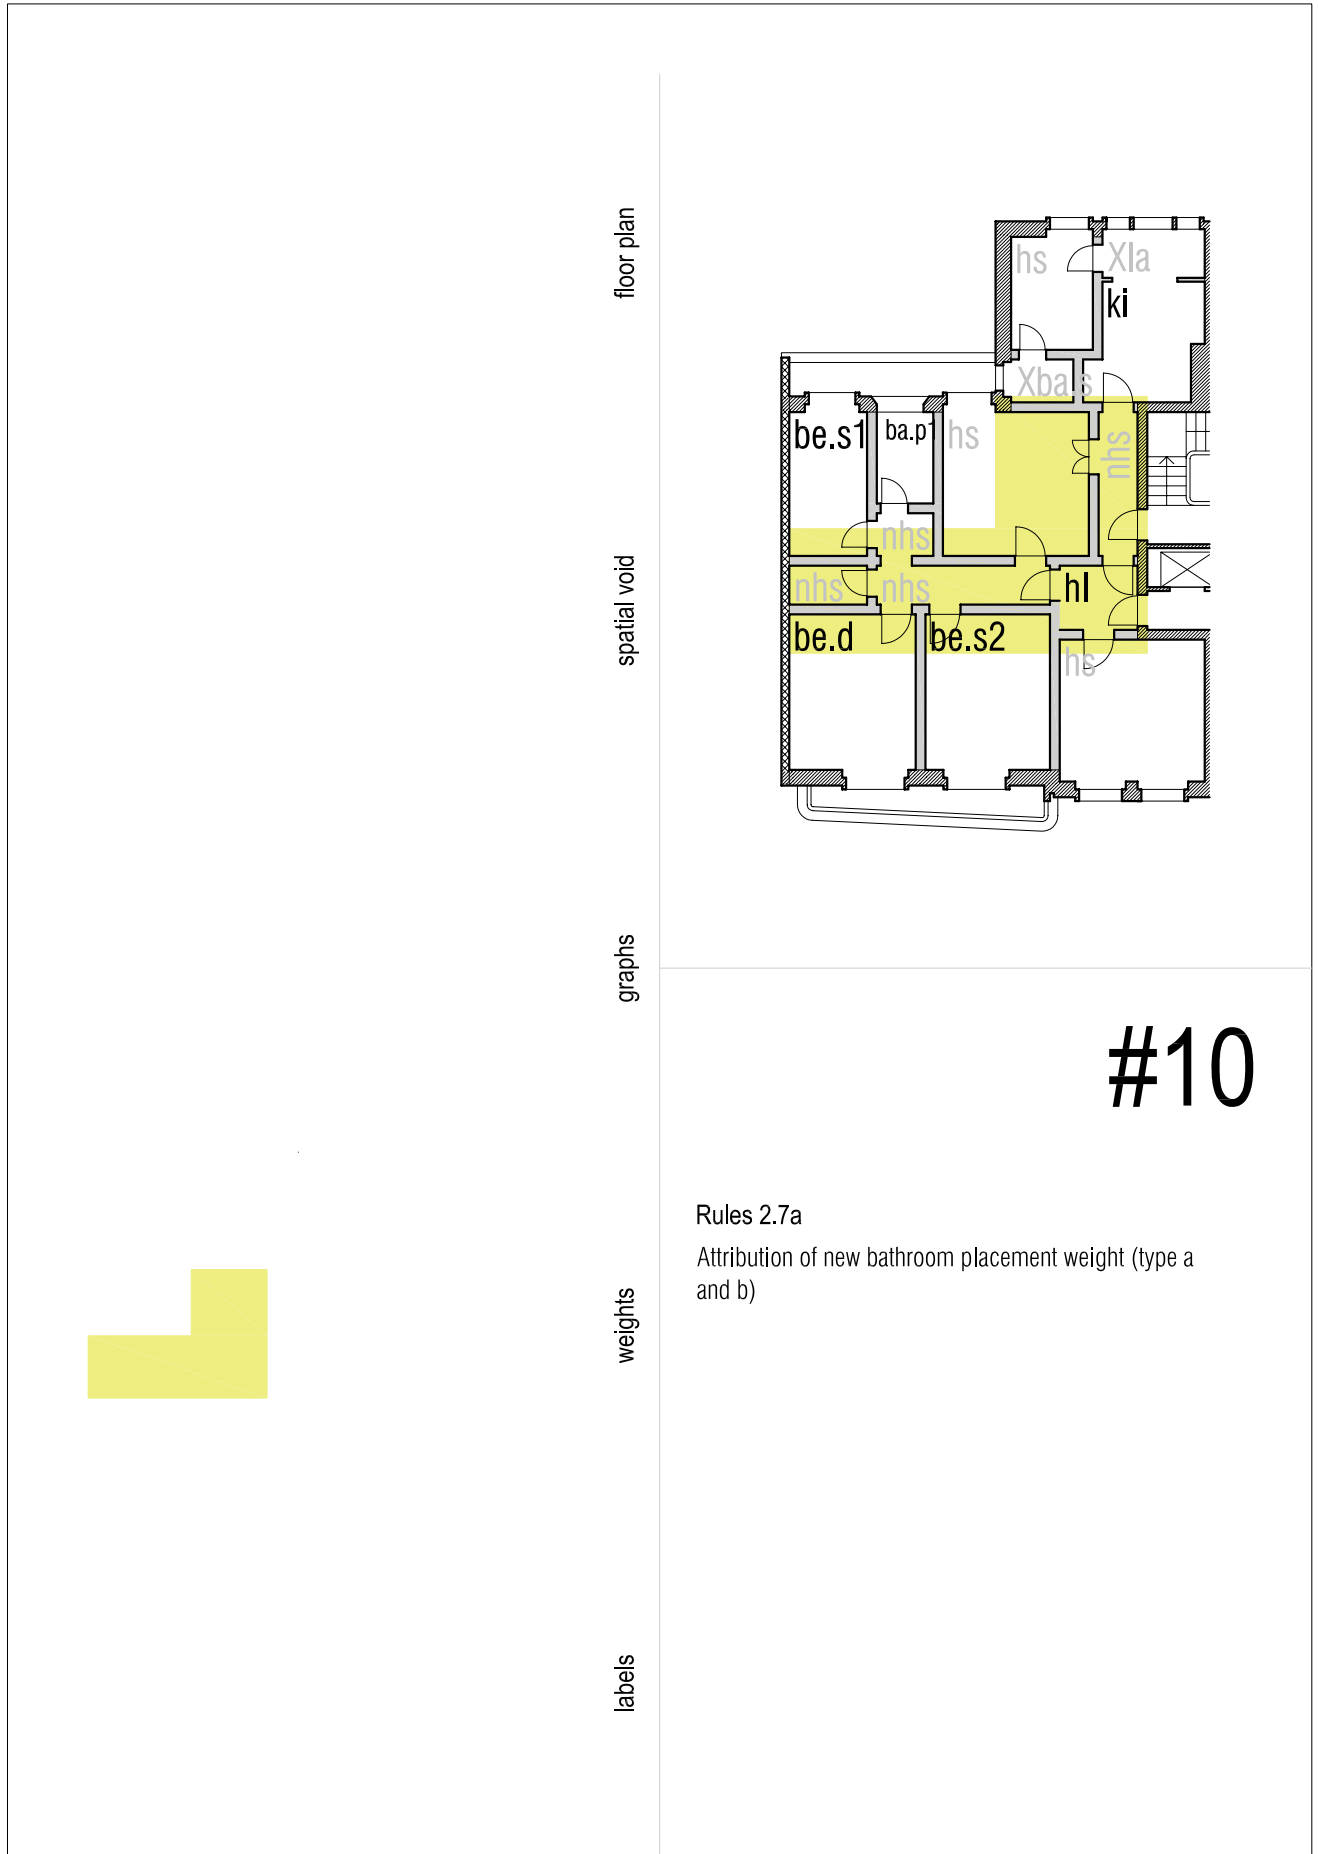 floor plan
spatial void
graphs
weights
labels
hs
Xla
ki
Xba.s
be.s1
ba.p1
hs
nhs
nhs
nhs
nhs
hl
be.d
be.s2
hs
#10
Rules 2.7a
Attribution of new bathroom placement weight (type a
and b)